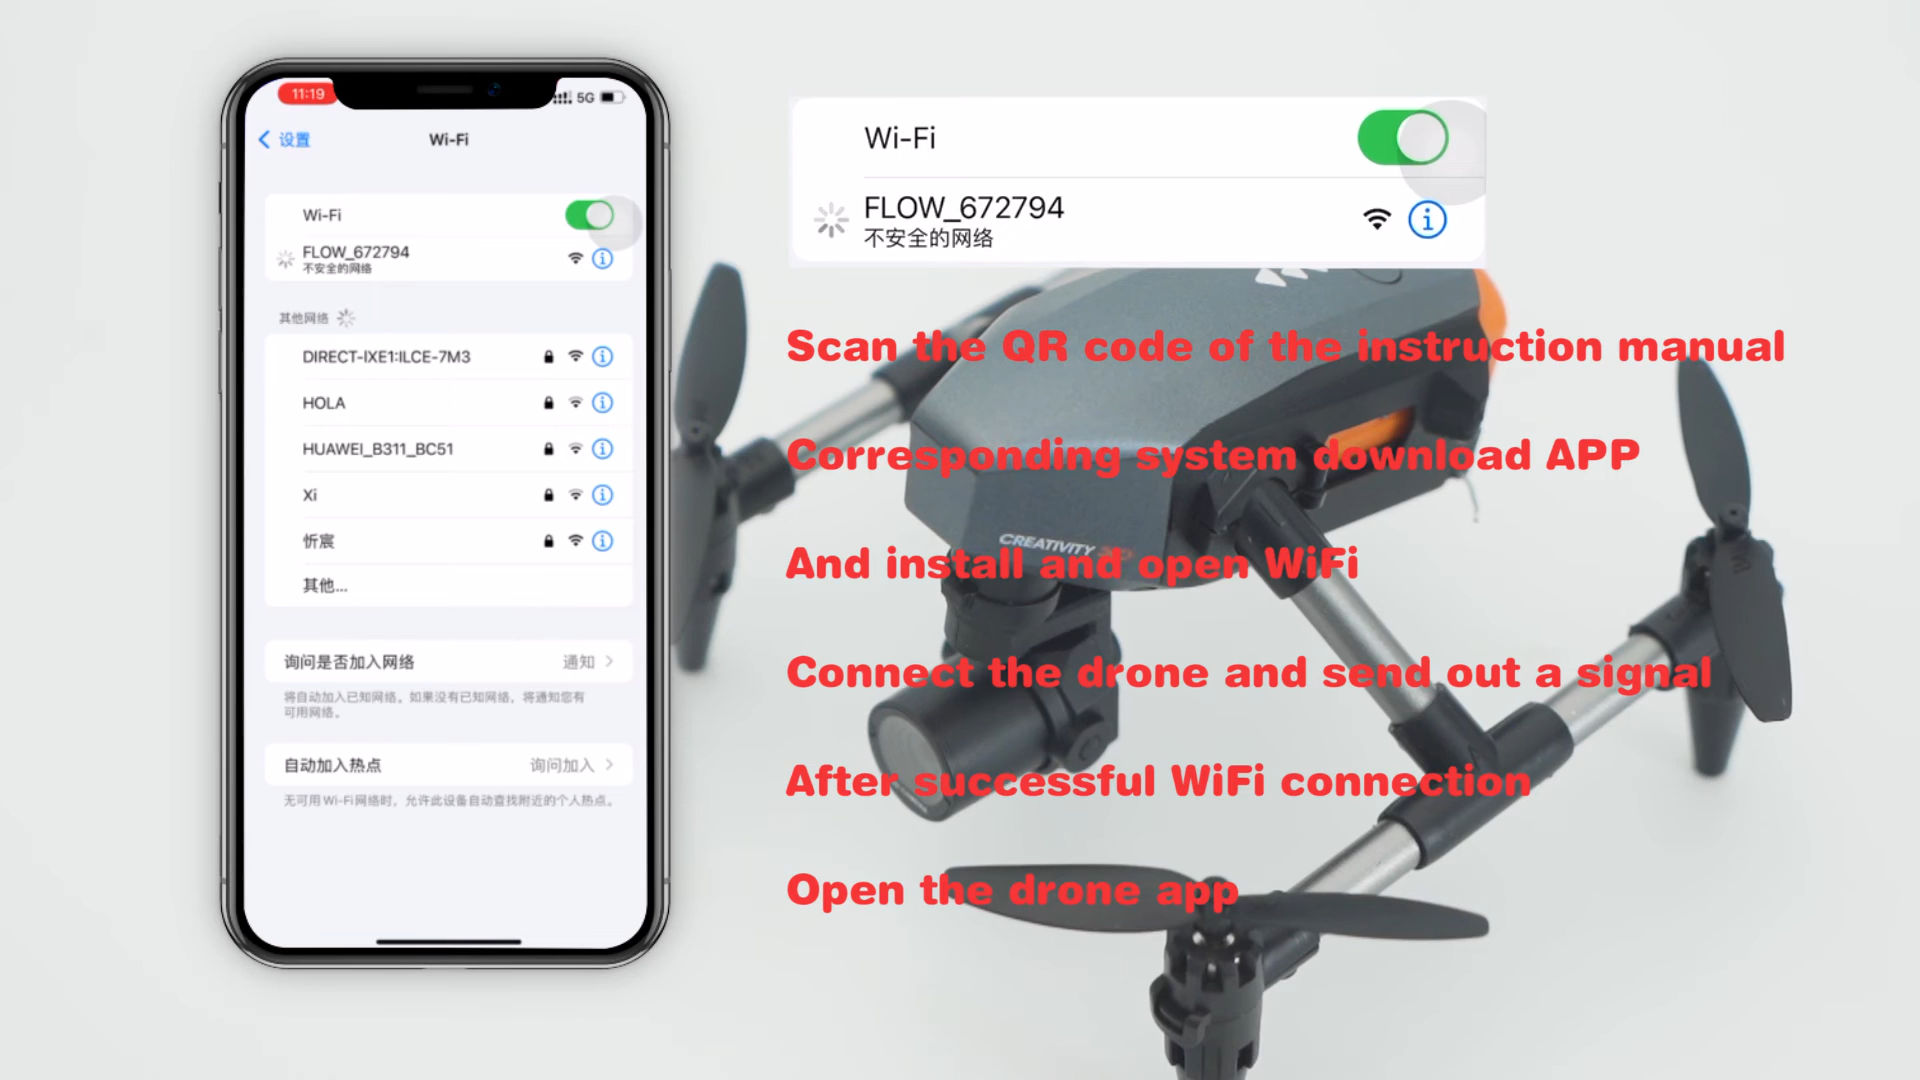 11:19
5G
设置
Wi-Fi
Wi-Fi
FLOW_672794
不安全的网络
其他网络
DIRECT-IXE1:ILCE-7M3
HOLA
HUAWEI_B311_BC51
Xi
忻宸
其他...
询问是否加入网络 通知
将自动加入已知网络。如果没有已知网络，将通知您有
可用网络。
自动加入热点 询问加入
无可用 Wi-Fi 网络时，允许此设备自动查找附近的个人热点。
Wi-Fi
FLOW_672794
不安全的网络
Scan the QR code of the instruction manual
Corresponding system download APP
CREATIVITY
And install and open WiFi
Connect the drone and send out a signal
After successful WiFi connection
Open the drone app